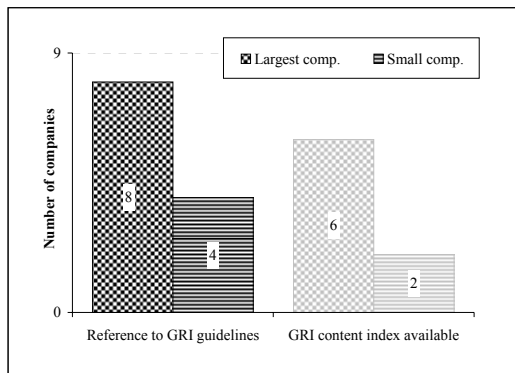 9
Largest comp. Small comp.
Number of companies
8
4
6
2
0
Reference to GRI guidelines GRI content index available